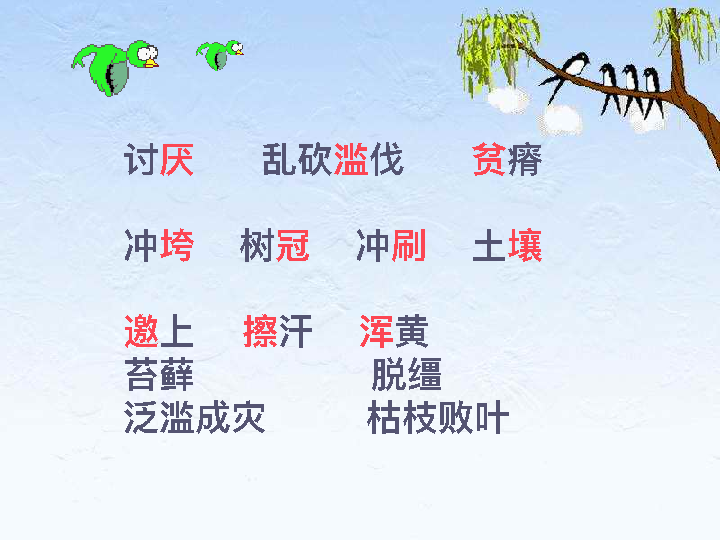 讨厌 乱砍滥伐 贫瘠
冲垮 树冠 冲刷 土壤
邀上 擦汗 浑黄
苔藓 脱缰
泛滥成灾 枯枝败叶